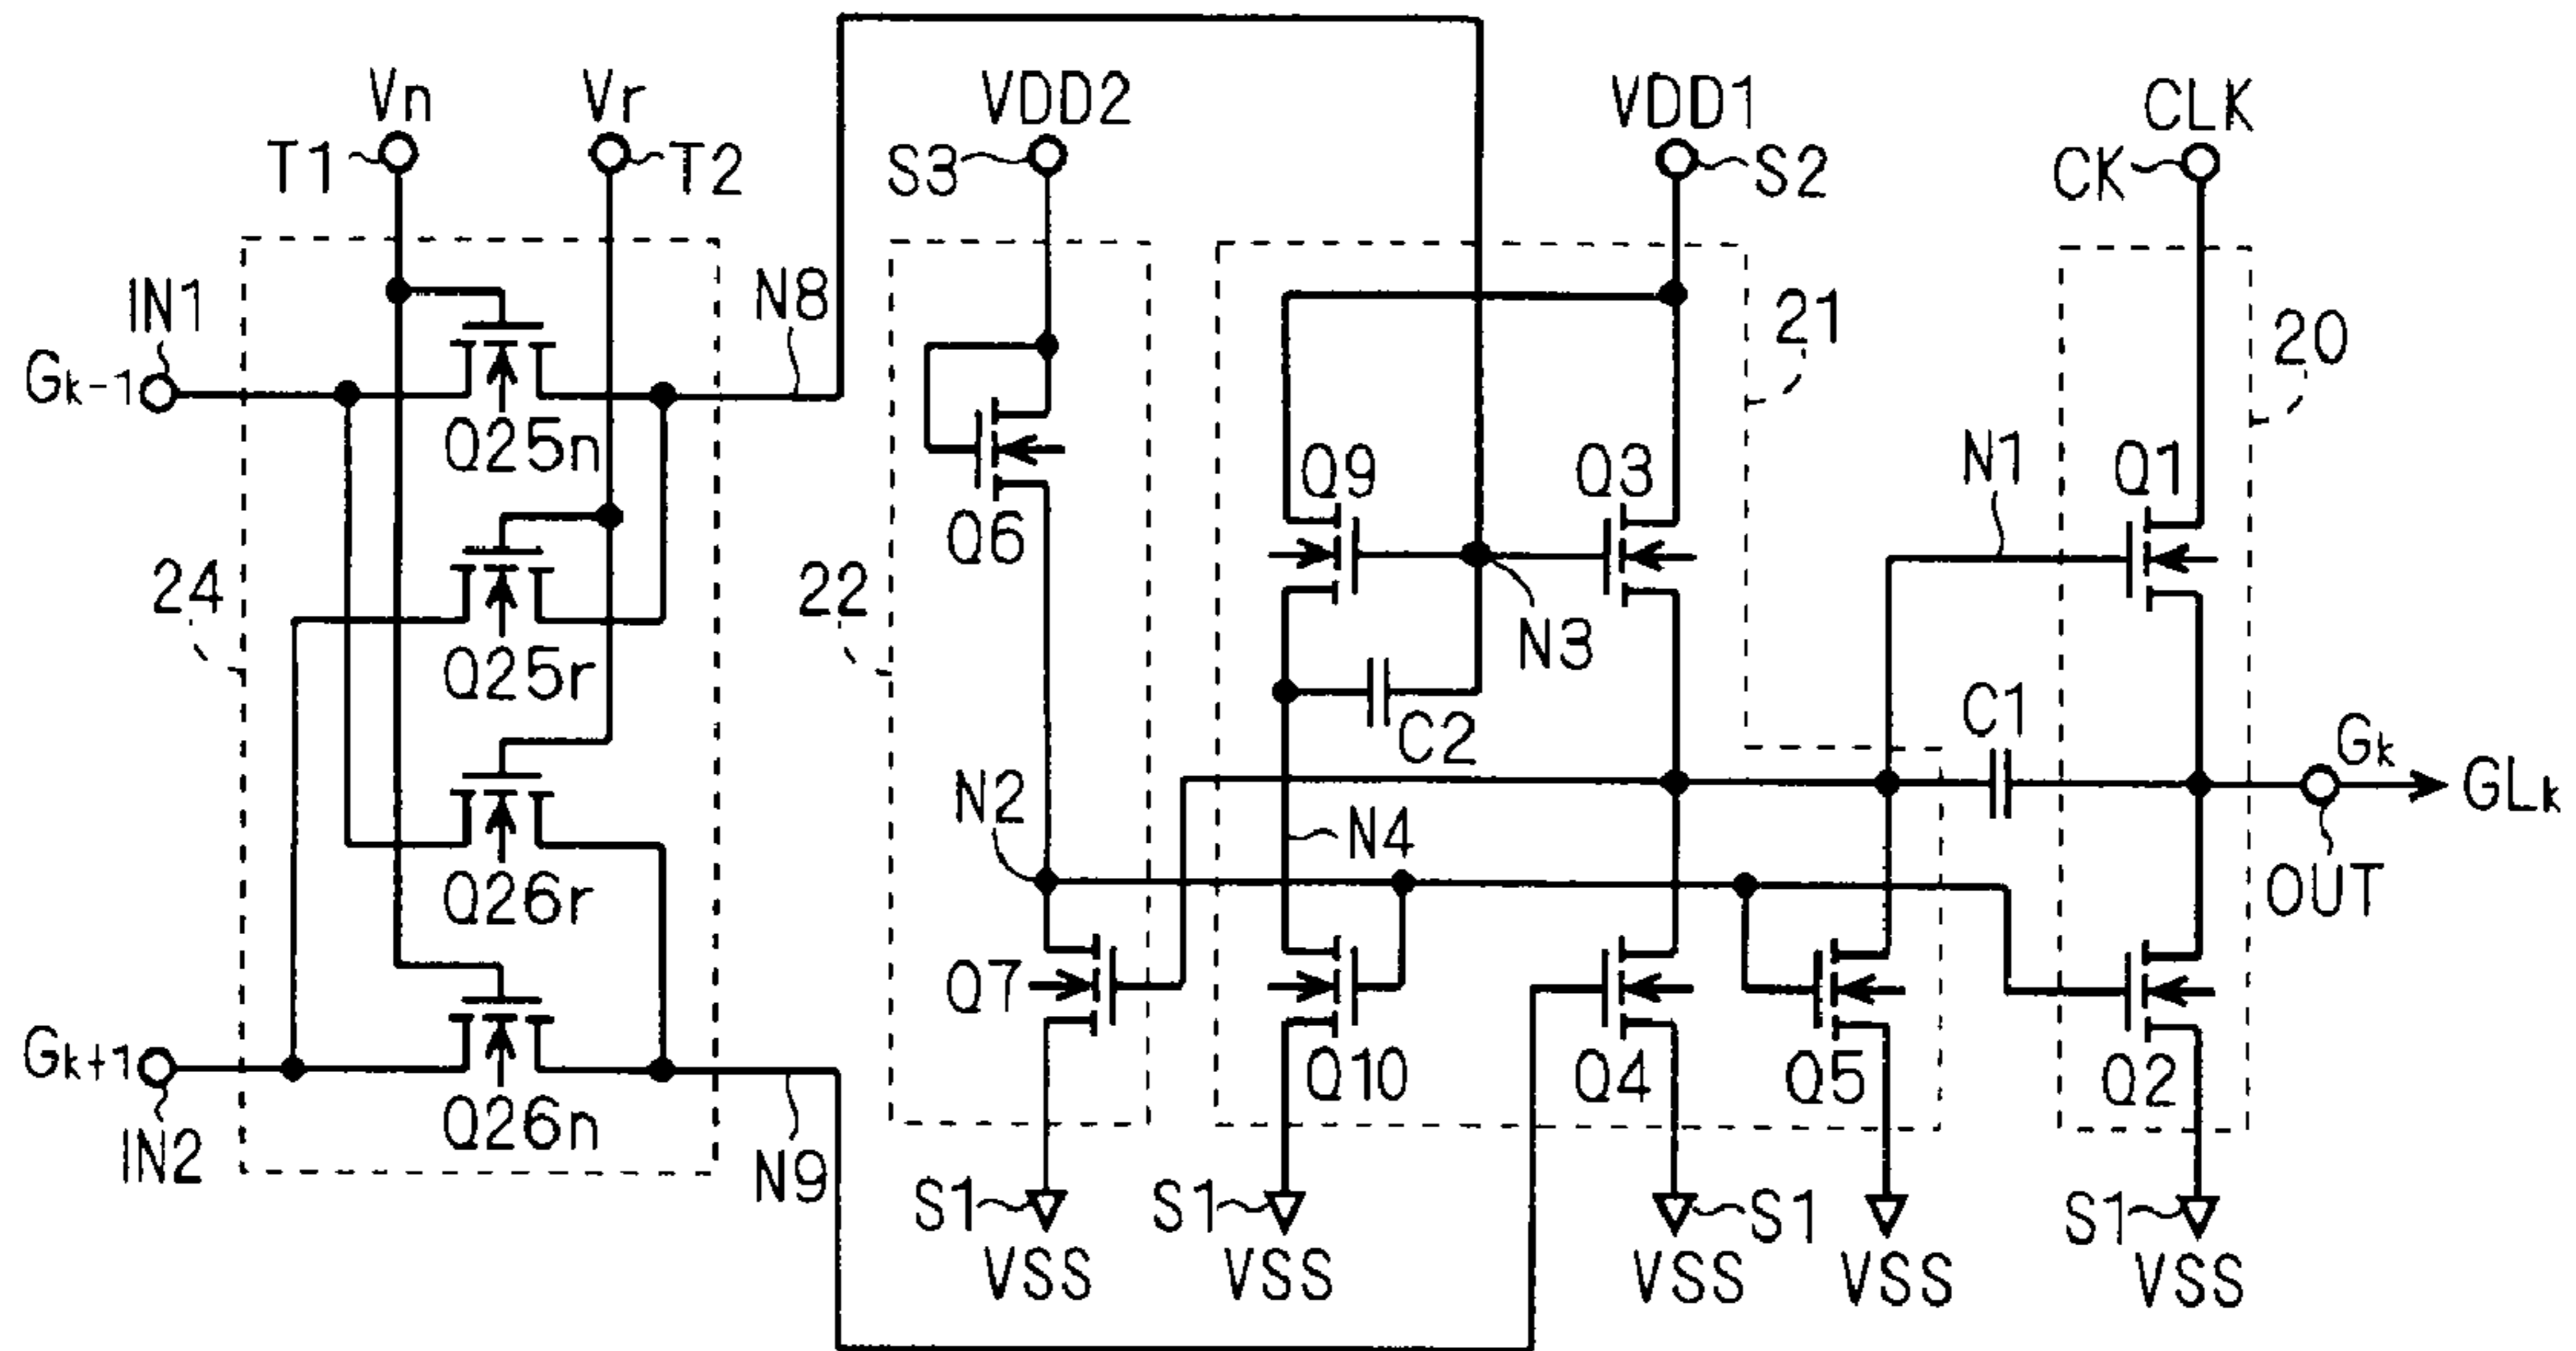 Vn
Vr
VDD2
VDD1
CLK
T1
T2
S3
S2
CK
IN1
N8
21
20
Gk-1
Q25n
Q9
Q3
N1
Q1
Q6
24
22
N3
Q25r
C2
C1
Gk
N2
N4
GLk
Q26r
OUT
Q7
Gk+1
Q10
Q4
Q5
Q2
Q26n
IN2
N9
S1
S1
S1
S1
VSS
VSS
VSS
VSS
VSS